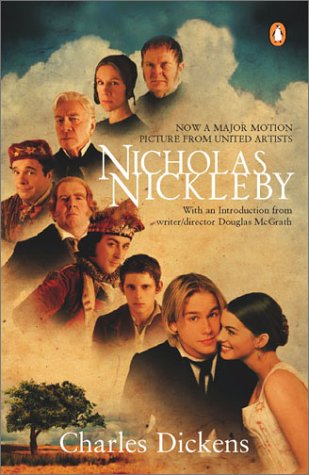 NOW A MAJOR MOTION
PICTURE FROM UNITED ARTISTS
NICHOLAS
NICKLEBY
With an Introduction from
writer/director Douglas McGrath
Charles Dickens